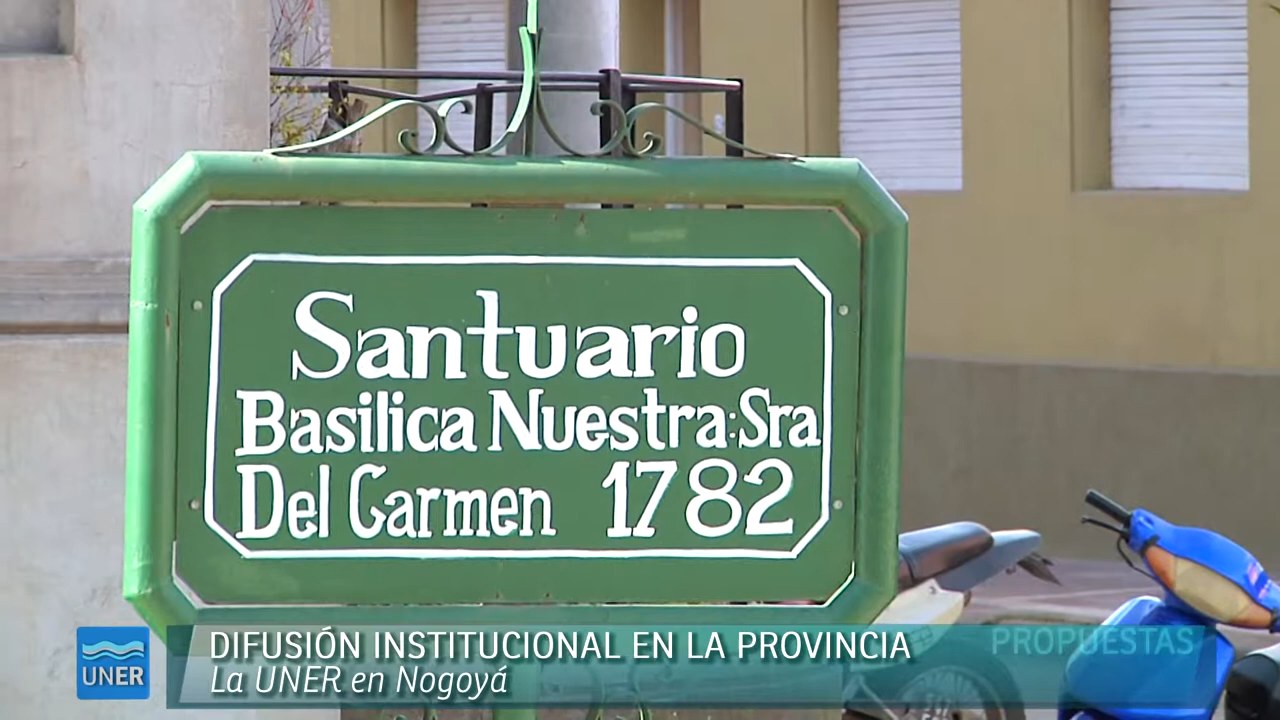 Santuario
Basilica Nuestra:Sra
Del Carmen 1782
DIFUSIÓN INSTITUCIONAL EN LA PROVINCIA
PROPUESTAS
La UNER en Nogoyá
UNER